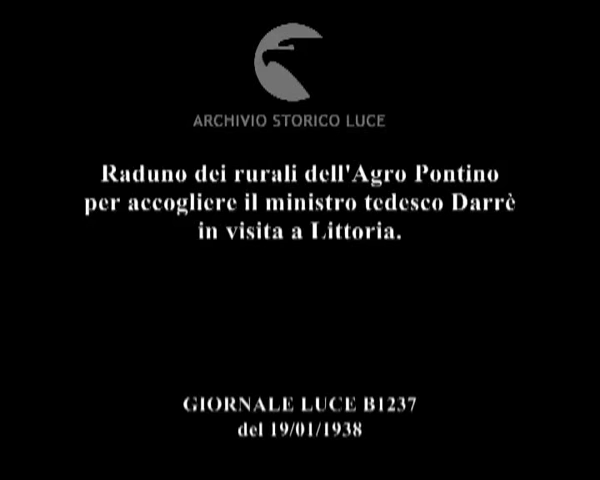 ARCHIVIO STORICO LUCE
Raduno dei rurali dell'Agro Pontino
per accogliere il ministro tedesco Darrè
in visita a Littoria.
GIORNALE LUCE B1237
del 19/01/1938